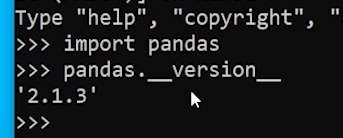 Type "help", "copyright", "
>>> import pandas
>>> pandas.__version__
'2.1.3'
>>>